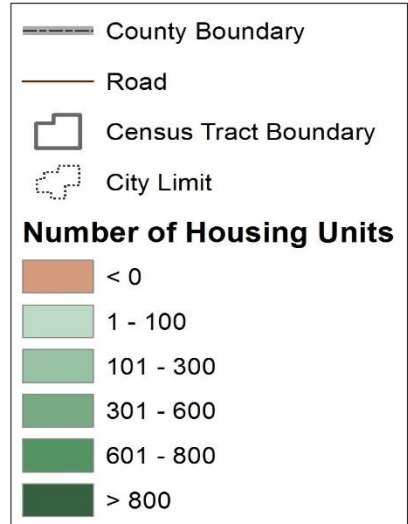 County Boundary
Road
Census Tract Boundary
City Limit
Number of Housing Units
< 0
1 - 100
101 - 300
301 - 600
601 - 800
> 800